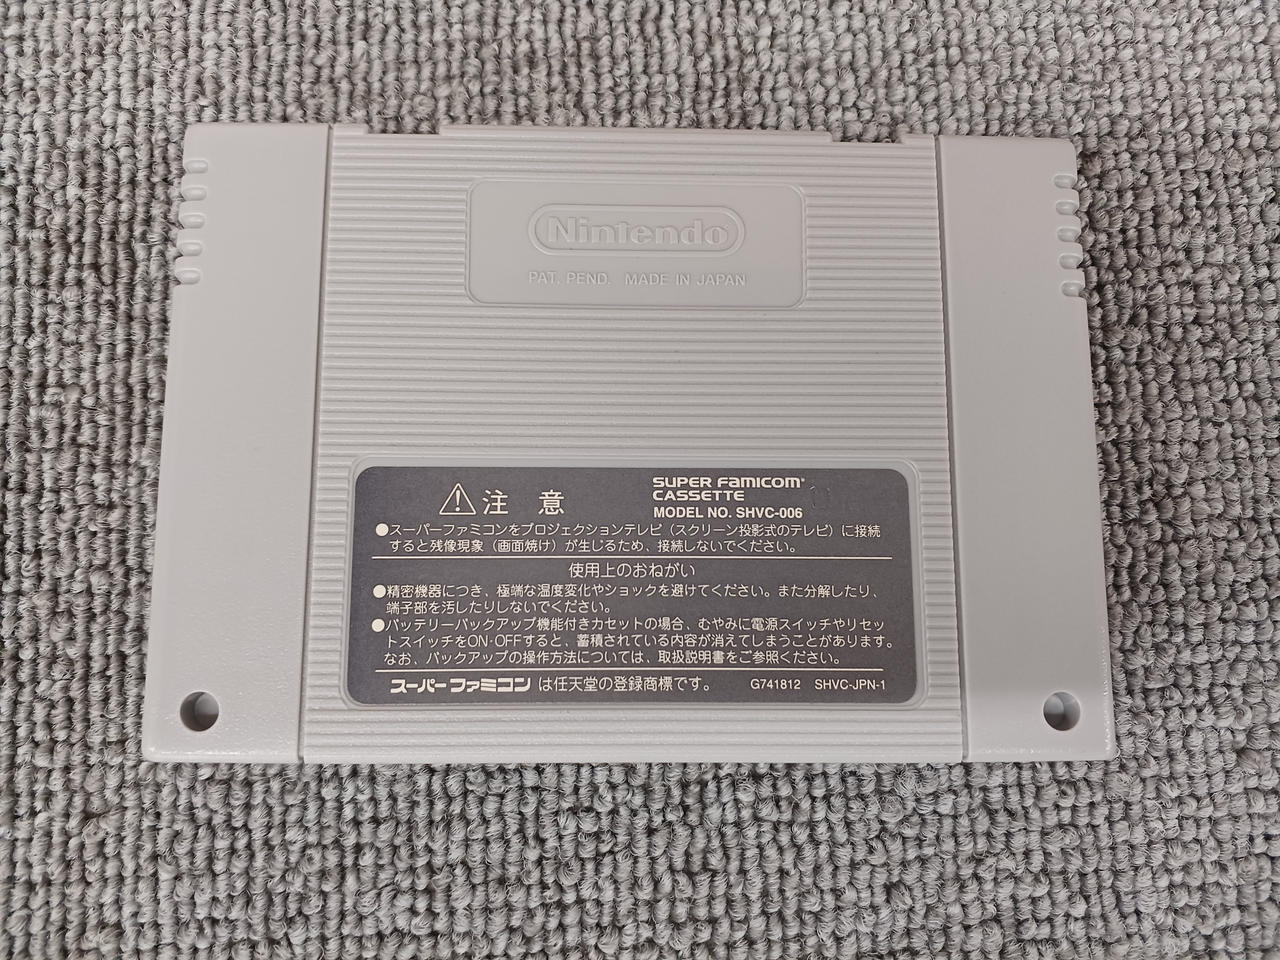 Nintendo
PAT. PEND. MADE IN JAPAN
⚠注 意
SUPER FAMICOM
CASSETTE
MODEL NO. SHVC-006
●スーパーファミコンをプロジェクションテレビ（スクリーン投影式のテレビ）に接続
すると残像現象（画面焼け）が生じるため、接続しないでください。
使用上のおねがい
●精密機器につき、極端な温度変化やショックを避けてください。また分解したり、
端子部を汚したりしないでください。
●バッテリーバックアップ機能付きカセットの場合、むやみに電源スイッチやリセッ
トスイッチをON・OFFすると、蓄積されている内容が消えてしまうことがあります。
なお、バックアップの操作方法については、取扱説明書をご参照ください。
スーパーファミコン は任天堂の登録商標です。 G741812 SHVC-JPN-1